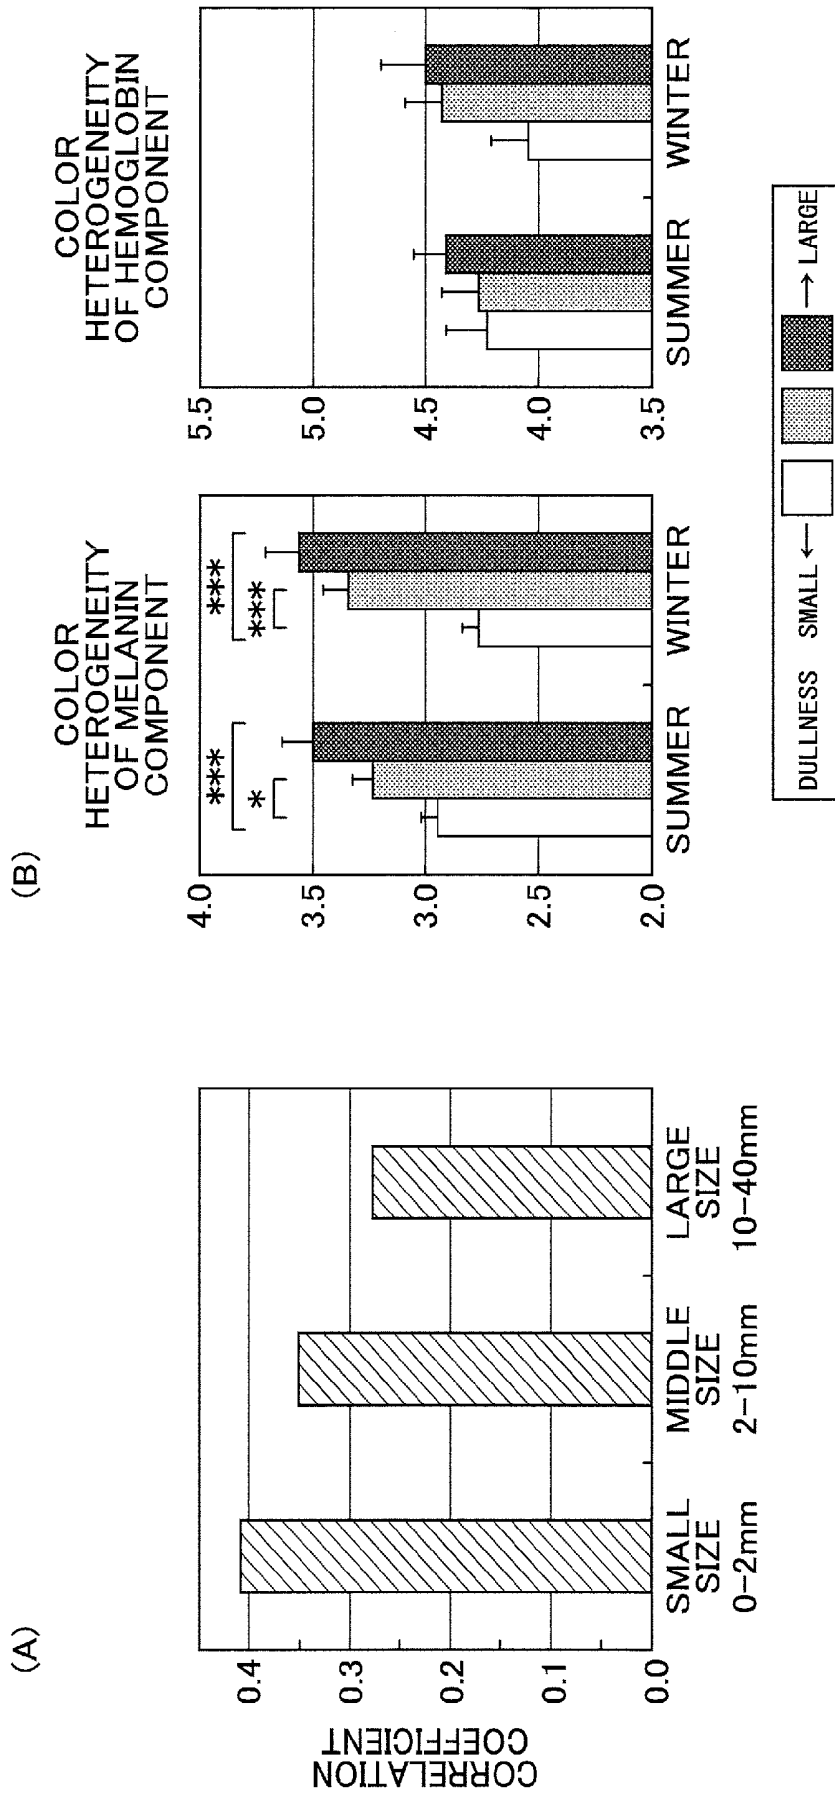 (A)
CORRELATION
COEFFICIENT
0.4
0.3
0.2
0.1
0.0
SMALL
SIZE
0-2mm
MIDDLE
SIZE
2-10mm
LARGE
SIZE
10-40mm
(B)
COLOR
HETEROGENEITY
OF MELANIN
COMPONENT
4.0
3.5
3.0
2.5
2.0
***
*
***
***
SUMMER
WINTER
COLOR
HETEROGENEITY
OF HEMOGLOBIN
COMPONENT
5.5
5.0
4.5
4.0
3.5
SUMMER
WINTER
DULLNESS SMALL ← → LARGE